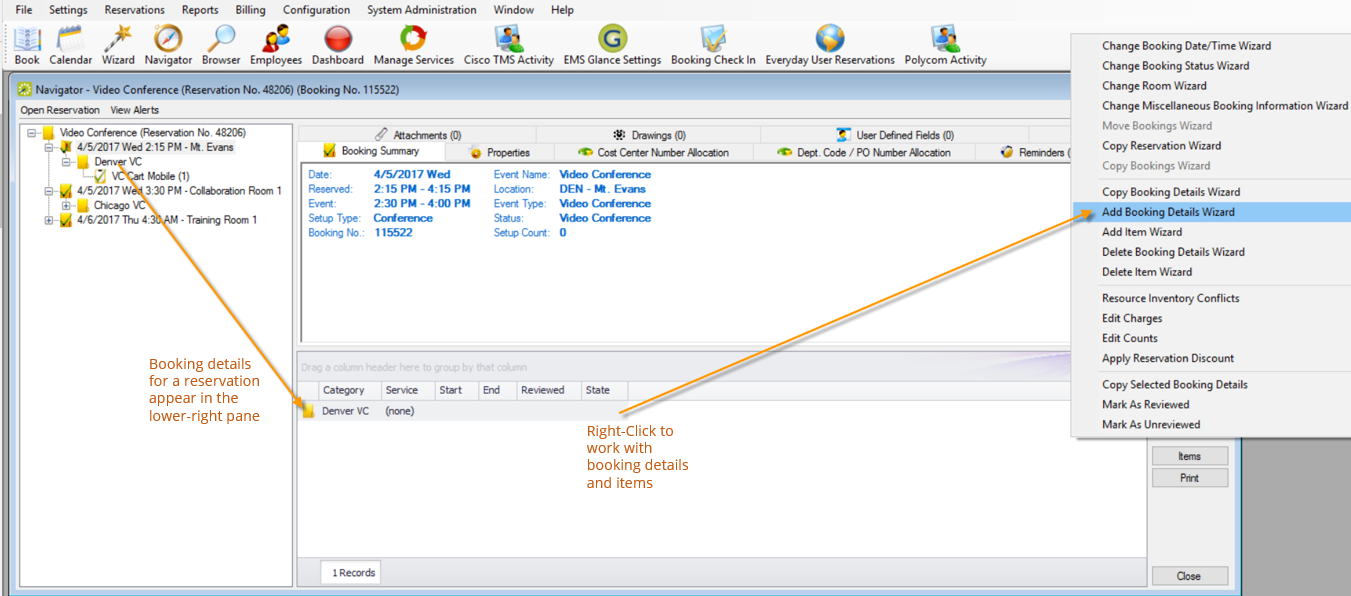 File Settings Reservations Reports Billing Configuration System Administration Window Help
Book Calendar Wizard Navigator Browser Employees Dashboard Manage Services Cisco TMS Activity EMS Glance Settings Booking Check In Everyday User Reservations Polycom Activity
Navigator - Video Conference (Reservation No. 48206) (Booking No. 115522)
Open Reservation View Alerts
Video Conference (Reservation No. 48206)
4/5/2017 Wed 2:15 PM - Mt. Evans
Denver VC
VC Cart Mobile (1)
4/5/2017 Wed 3:30 PM - Collaboration Room 1
Chicago VC
4/6/2017 Thu 4:30 AM - Training Room 1
Attachments (0) Drawings (0) User Defined Fields (0)
Booking Summary Properties Cost Center Number Allocation Dept. Code / PO Number Allocation Reminders (
Date: 4/5/2017 Wed Event Name: Video Conference
Reserved: 2:15 PM - 4:15 PM Location: DEN - Mt. Evans
Event: 2:30 PM - 4:00 PM Event Type: Video Conference
Setup Type: Conference Status: Video Conference
Booking No.: 115522 Setup Count: 0
Drag a column header here to group by that column
Category Service Start End Reviewed State
Denver VC (none)
1 Records
Booking details
for a reservation
appear in the
lower-right pane
Right-Click to
work with
booking details
and items
Change Booking Date/Time Wizard
Change Booking Status Wizard
Change Room Wizard
Change Miscellaneous Booking Information Wizard
Move Bookings Wizard
Copy Reservation Wizard
Copy Bookings Wizard
Copy Booking Details Wizard
Add Booking Details Wizard
Add Item Wizard
Delete Booking Details Wizard
Delete Item Wizard
Resource Inventory Conflicts
Edit Charges
Edit Counts
Apply Reservation Discount
Copy Selected Booking Details
Mark As Reviewed
Mark As Unreviewed
Items
Print
Close